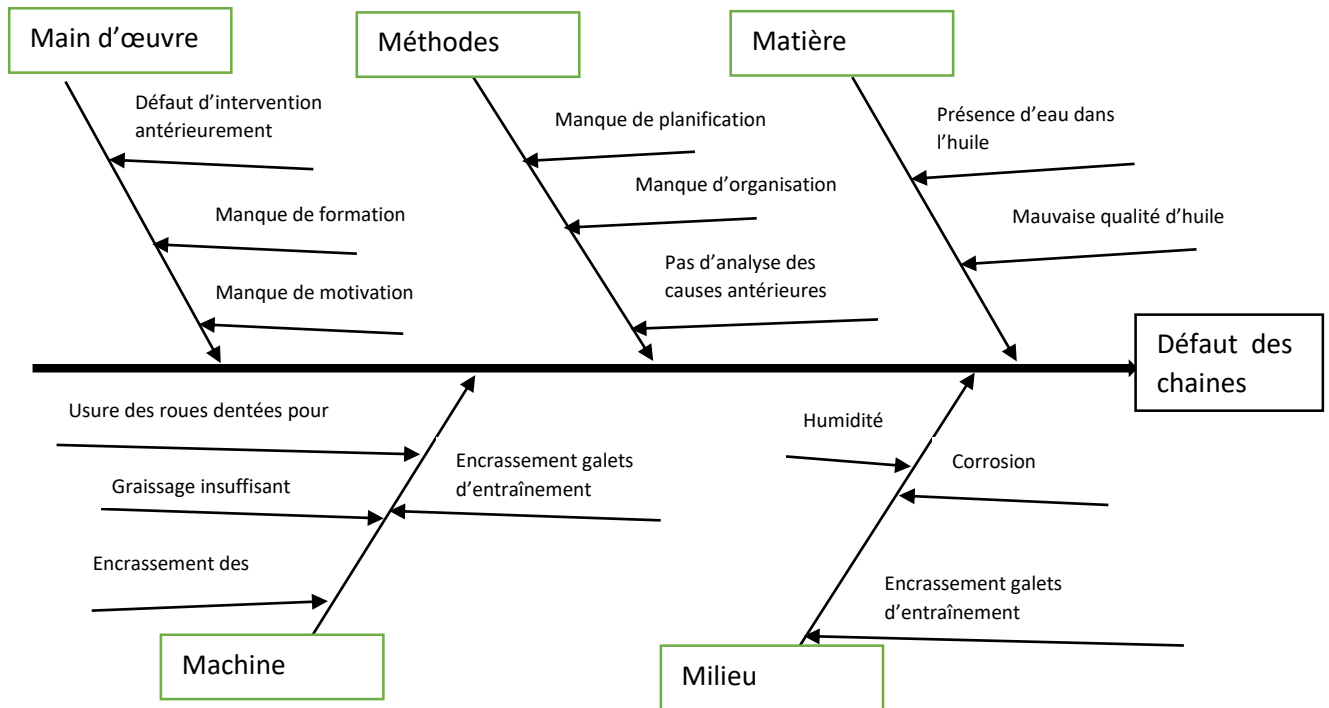 Main d’œuvre
Méthodes
Matière
Défaut d’intervention
antérieurement
Manque de formation
Manque de motivation
Manque de planification
Manque d’organisation
Pas d’analyse des
causes antérieures
Présence d’eau dans
l’huile
Mauvaise qualité d’huile
Défaut des
chaines
Usure des roues dentées pour
Graissage insuffisant
Encrassement des
Encrassement galets
d’entraînement
Humidité
Corrosion
Encrassement galets
d’entraînement
Machine
Milieu